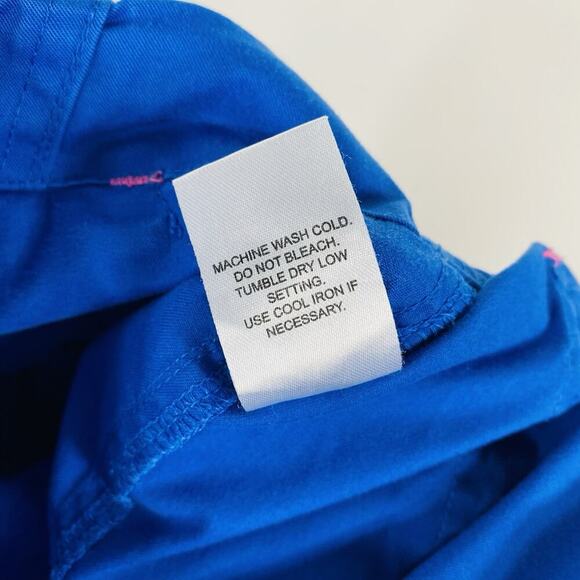 MACHINE WASH COLD.
DO NOT BLEACH.
TUMBLE DRY LOW
SETTING.
USE COOL IRON IF
NECESSARY.